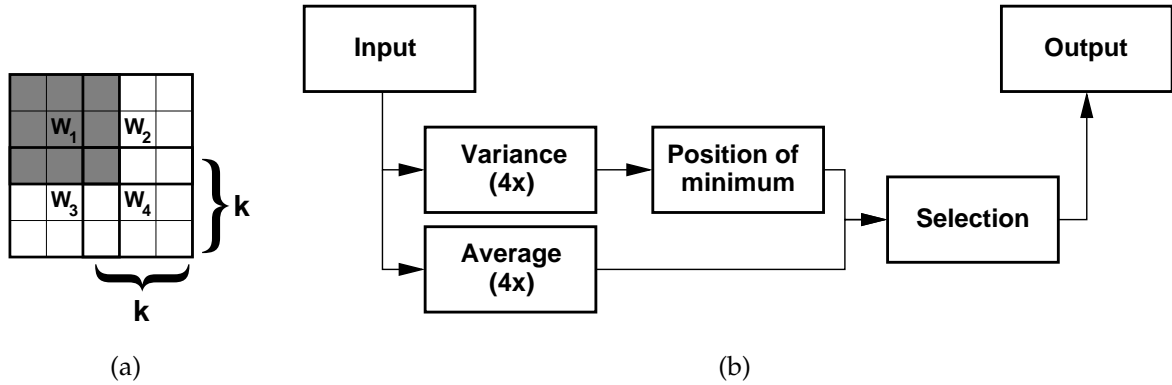 W1 W2
W3 W4
k
k
(a)
Input
Output
Variance
(4x)
Position of
minimum
Selection
Average
(4x)
(b)